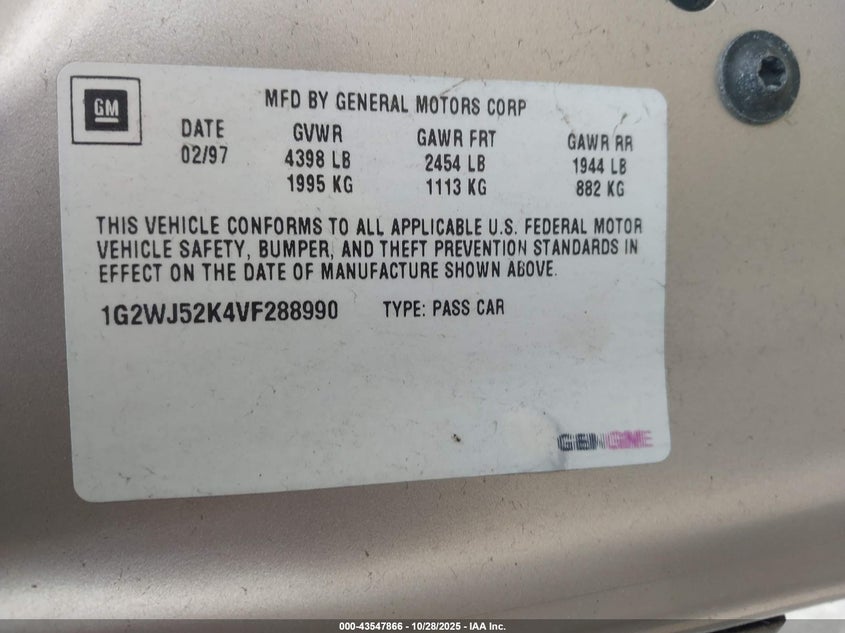 GM
MFD BY GENERAL MOTORS CORP
DATE GVWR GAWR FRT GAWR RR
02/97 4398 LB 2454 LB 1944 LB
1995 KG 1113 KG 882 KG
THIS VEHICLE CONFORMS TO ALL APPLICABLE U.S. FEDERAL MOTOR
VEHICLE SAFETY, BUMPER, AND THEFT PREVENTION STANDARDS IN
EFFECT ON THE DATE OF MANUFACTURE SHOWN ABOVE.
1G2WJ52K4VF288990 TYPE: PASS CAR
000-43547866 - 10/28/2025 - IAA Inc.